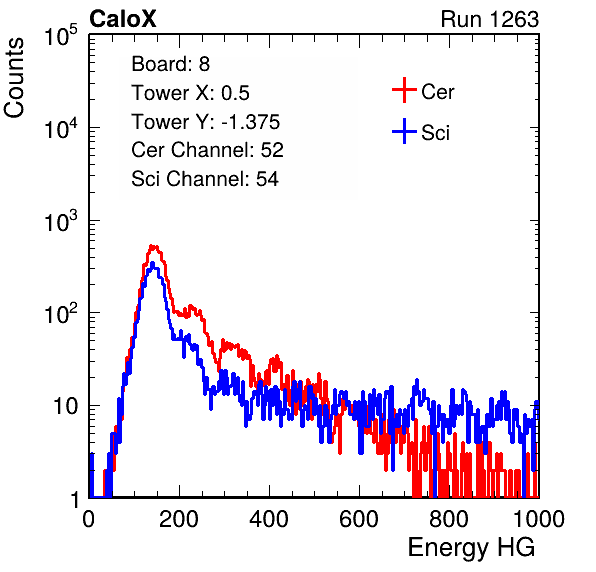 CaloX Run 1263
Counts
10^5
10^4
10^3
10^2
10
1
Board: 8
Tower X: 0.5
Tower Y: -1.375
Cer Channel: 52
Sci Channel: 54
Cer
Sci
0 200 400 600 800 1000
Energy HG